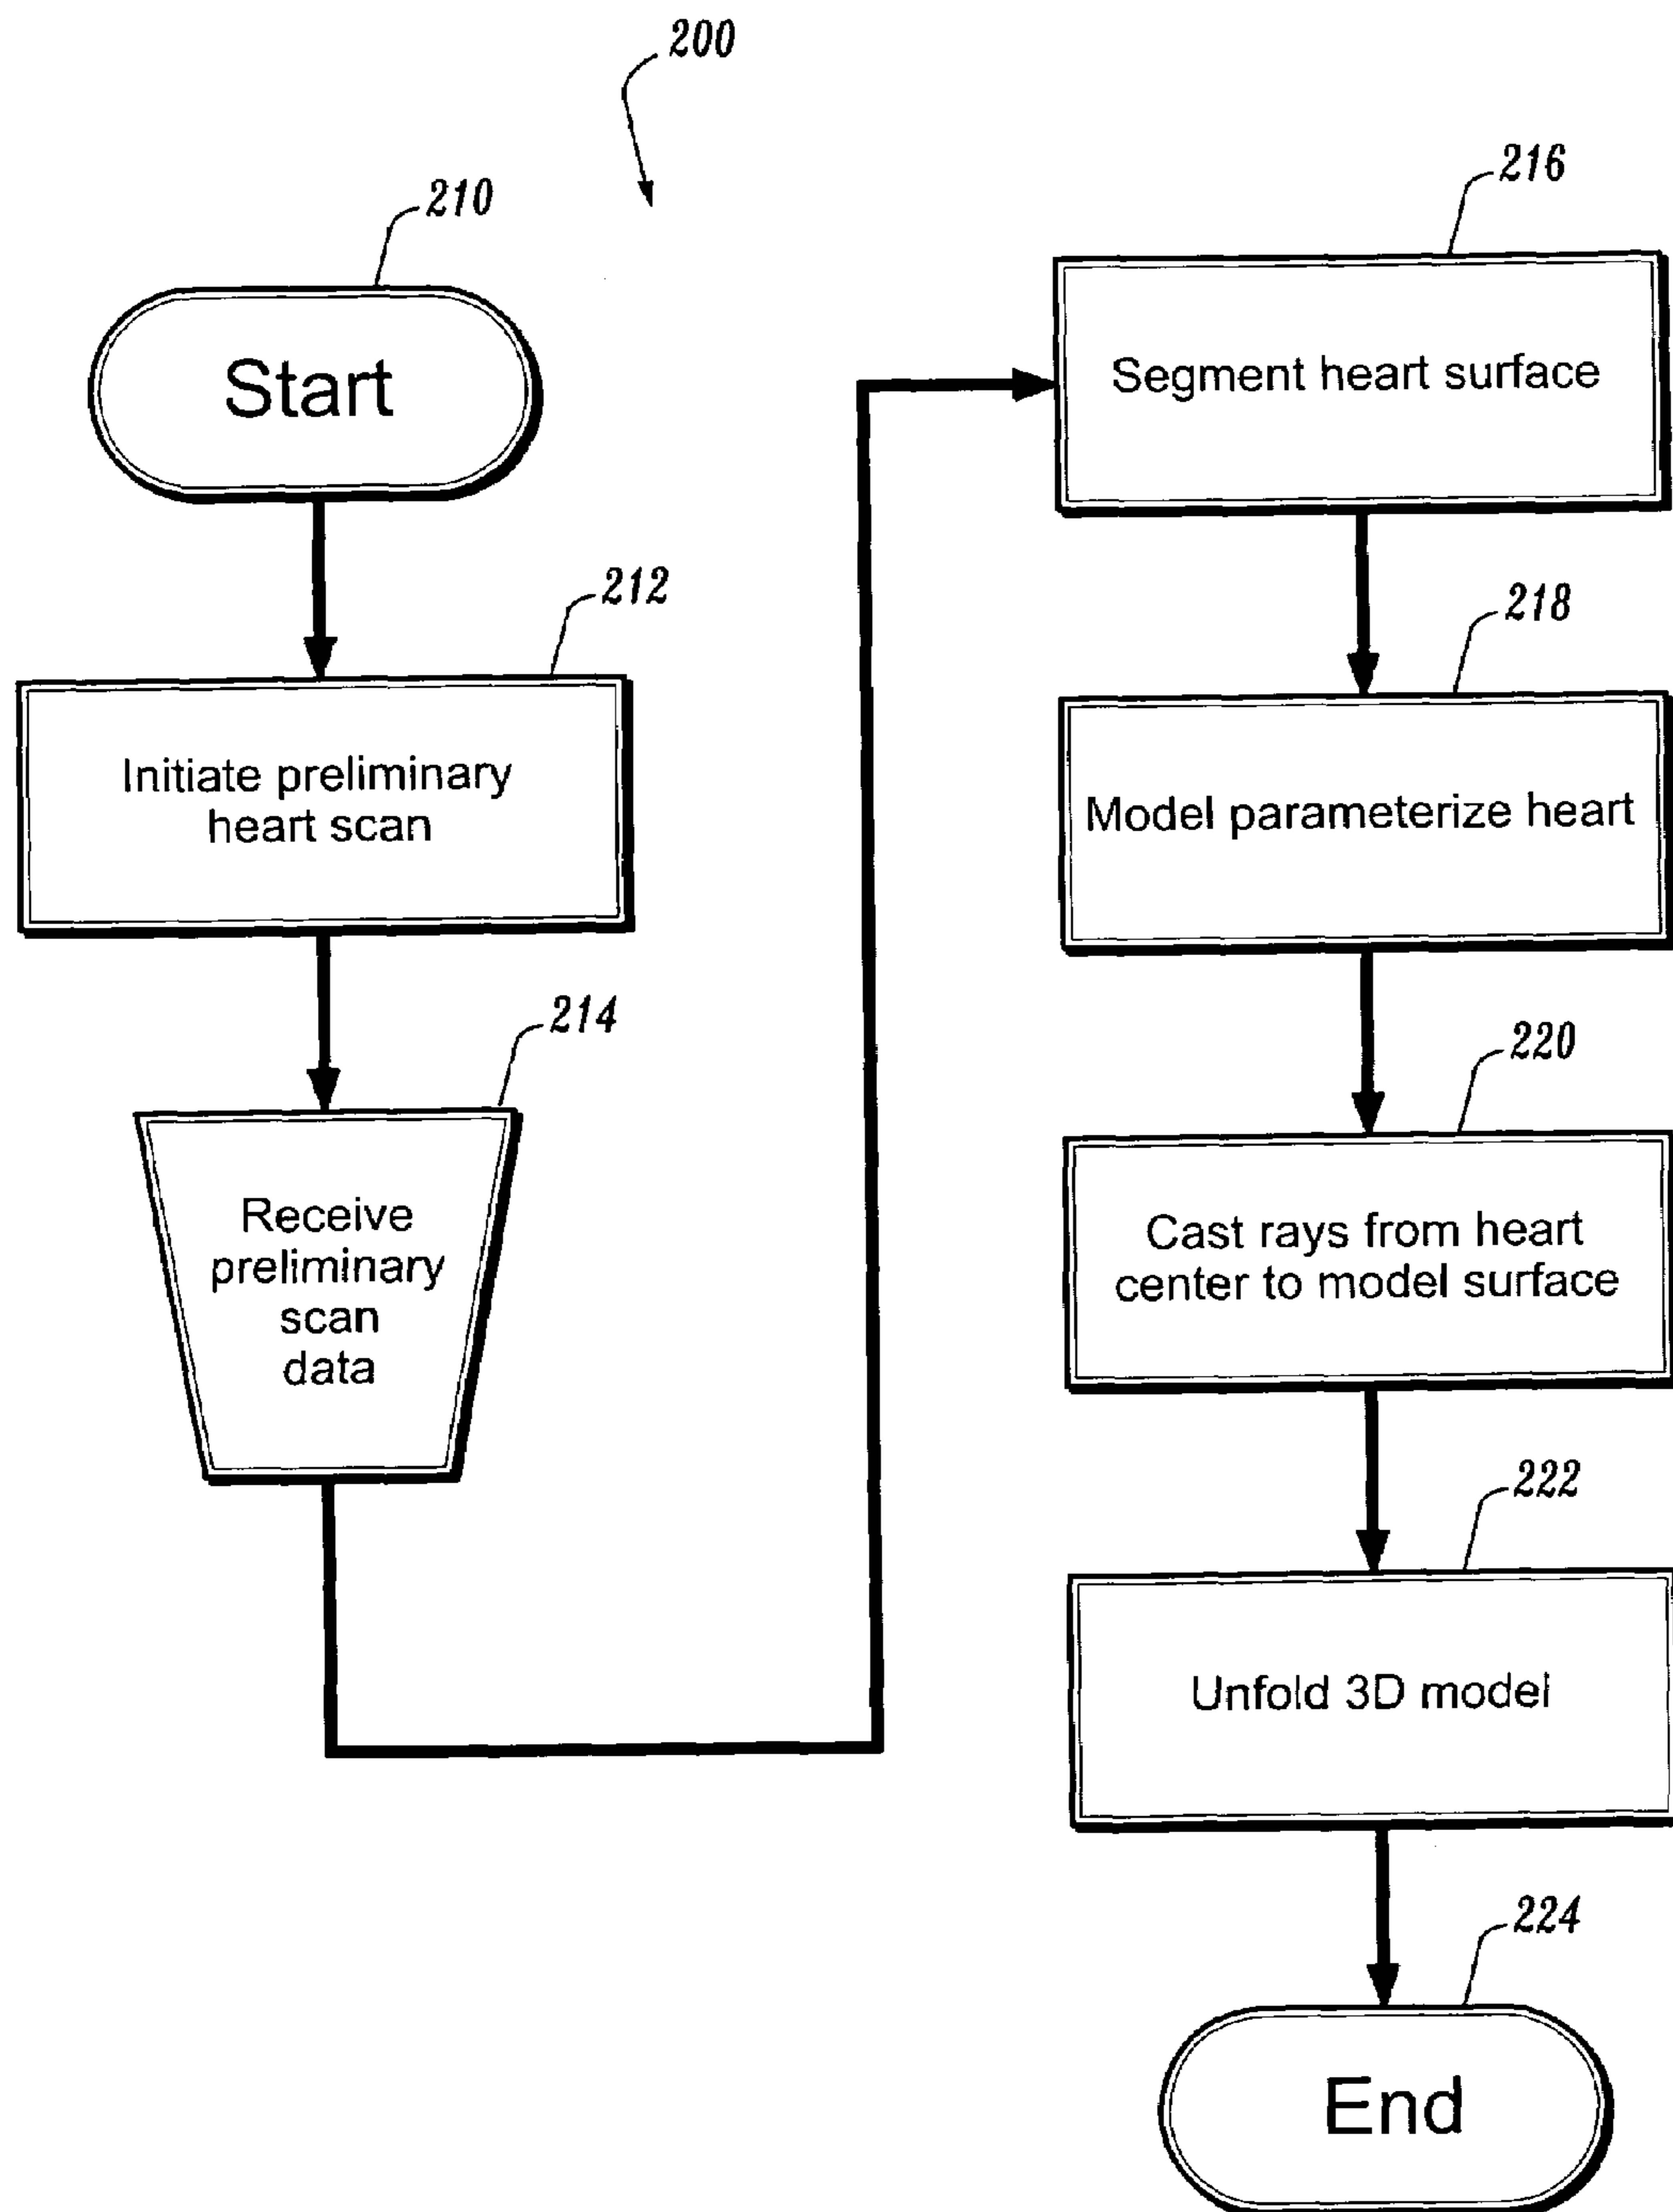 200
210
Start
212
Initiate preliminary
heart scan
214
Receive
preliminary
scan
data
216
Segment heart surface
218
Model parameterize heart
220
Cast rays from heart
center to model surface
222
Unfold 3D model
224
End